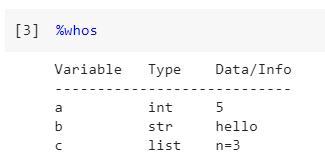 [3] %whos
Variable   Type    Data/Info
----------------------------
a          int     5
b          str     hello
c          list    n=3